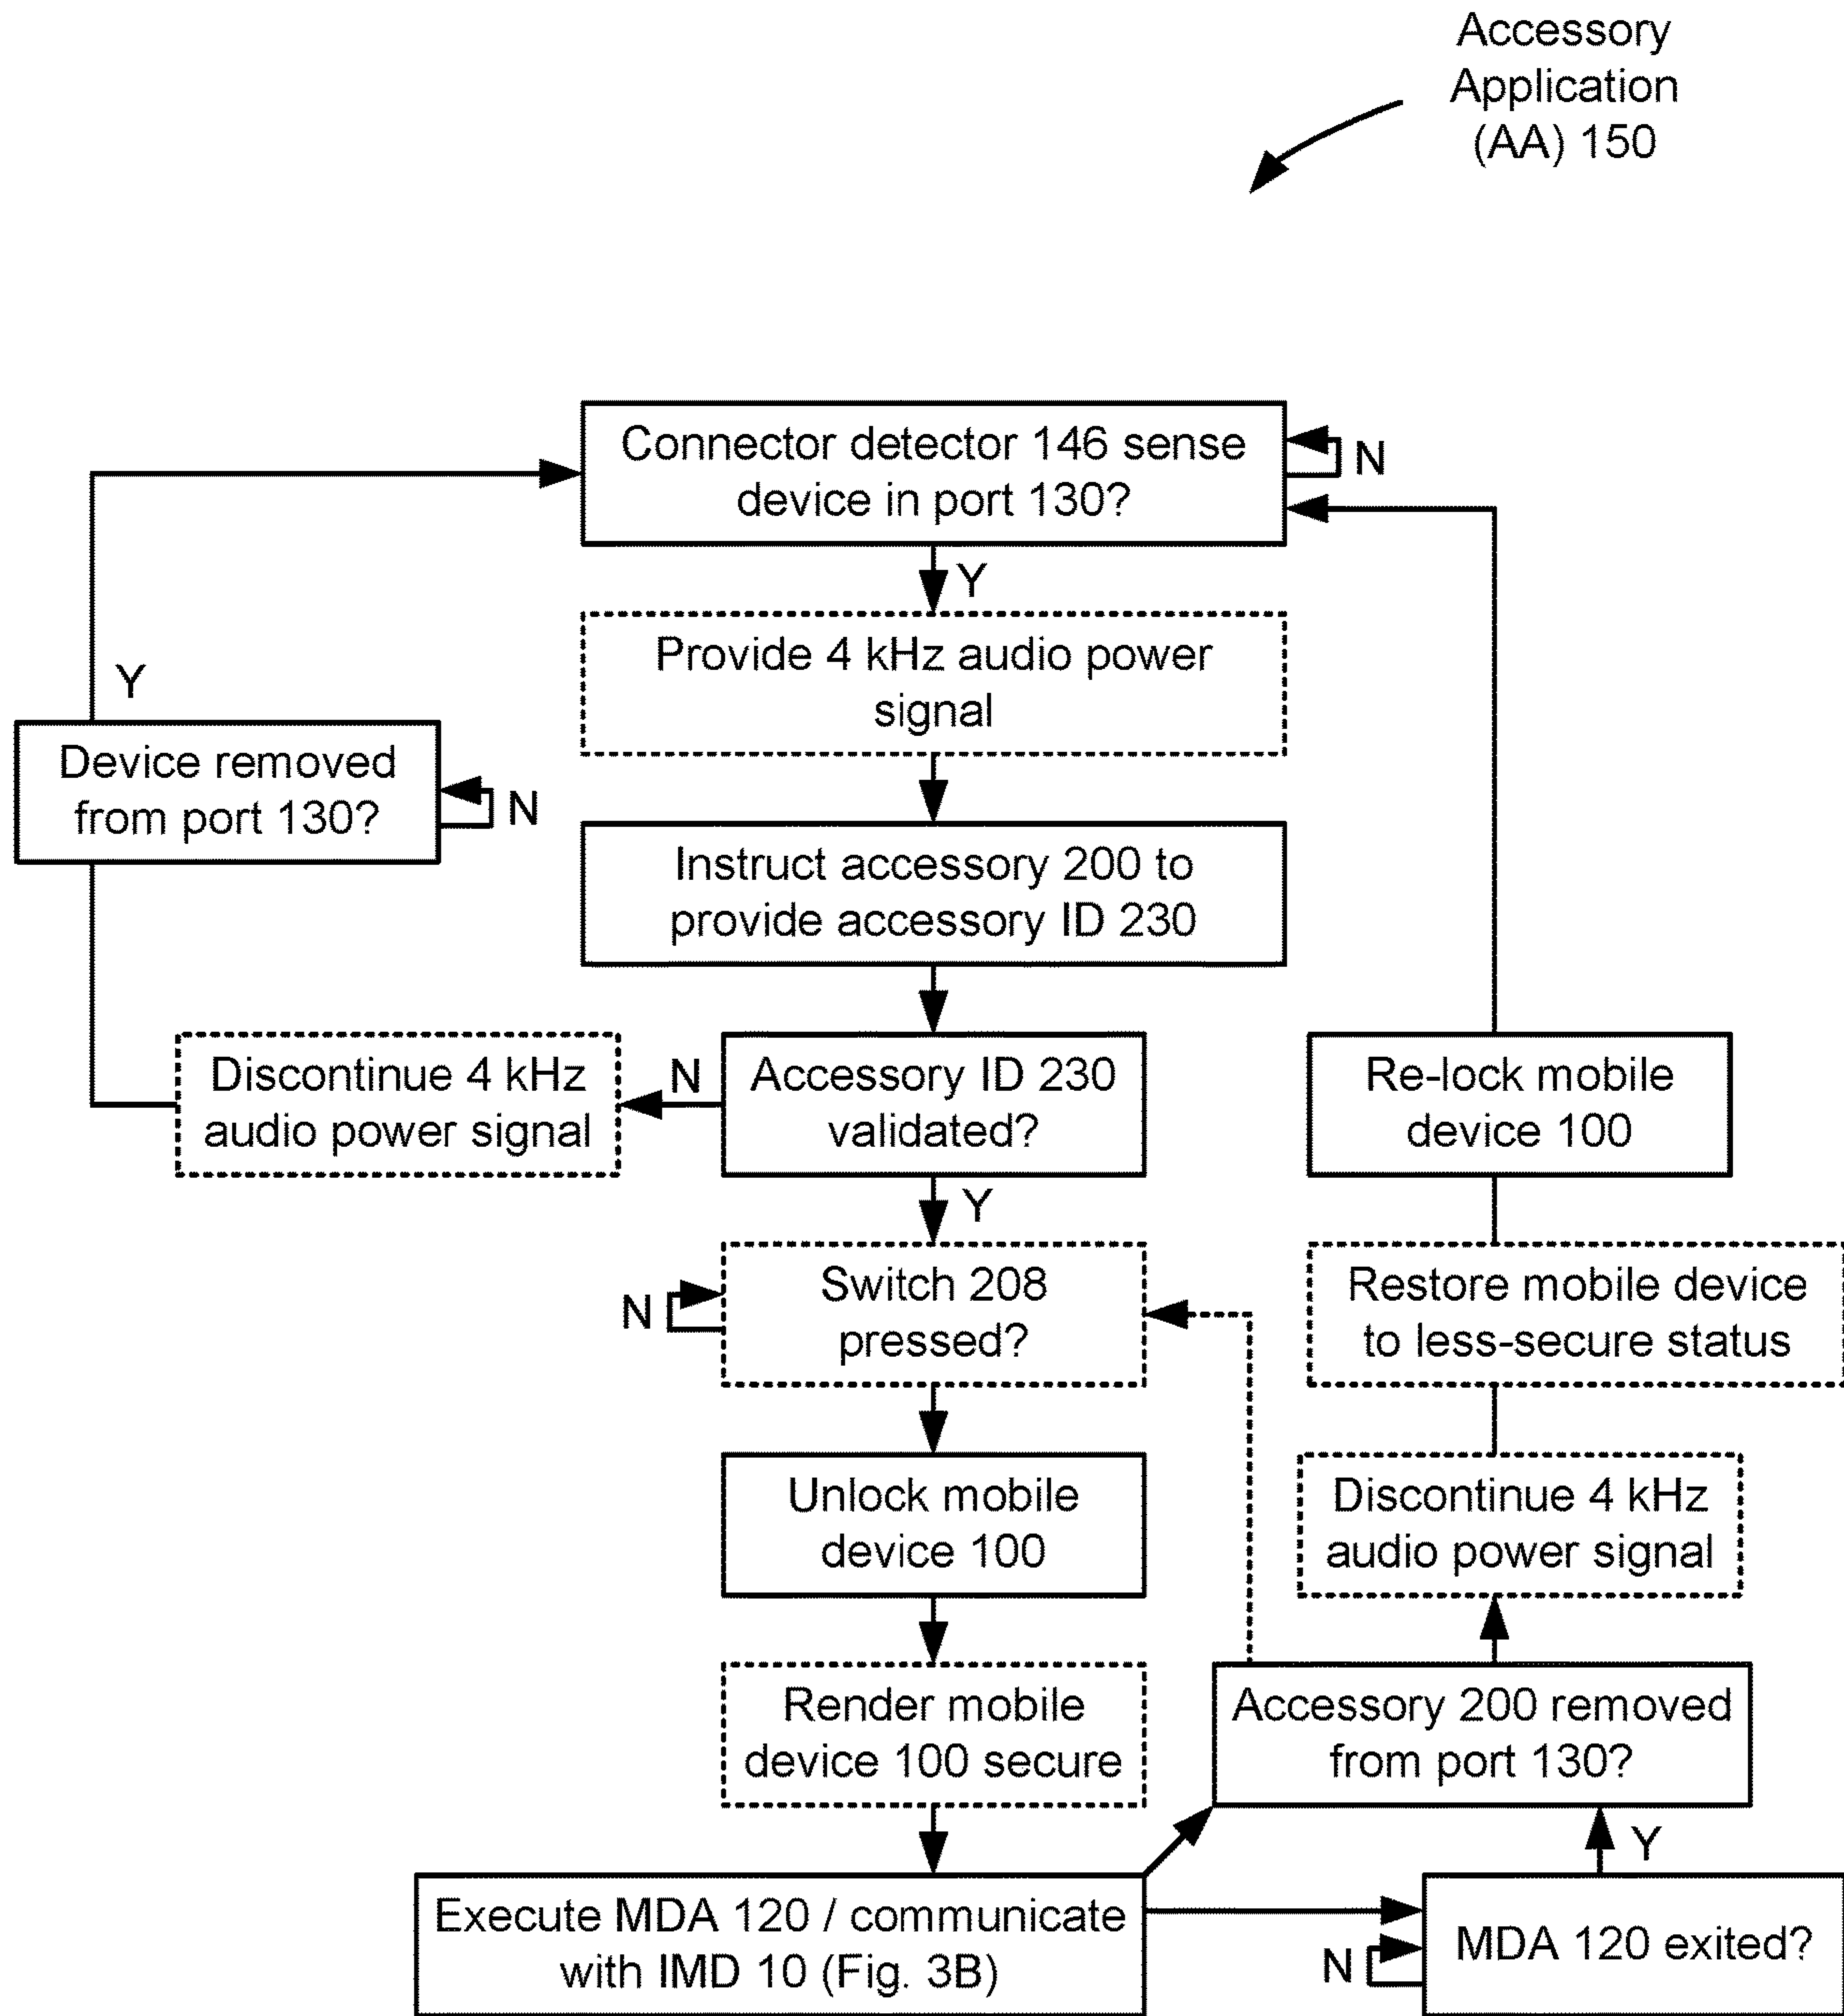 Accessory
Application
(AA) 150
Connector detector 146 sense
device in port 130?
N
Y
Provide 4 kHz audio power
signal
Y
Device removed
from port 130?
N
Instruct accessory 200 to
provide accessory ID 230
Discontinue 4 kHz
audio power signal
N
Accessory ID 230
validated?
Re-lock mobile
device 100
Y
N
Switch 208
pressed?
Restore mobile device
to less-secure status
Unlock mobile
device 100
Discontinue 4 kHz
audio power signal
Render mobile
device 100 secure
Accessory 200 removed
from port 130?
Y
Execute MDA 120 / communicate
with IMD 10 (Fig. 3B)
N
MDA 120 exited?